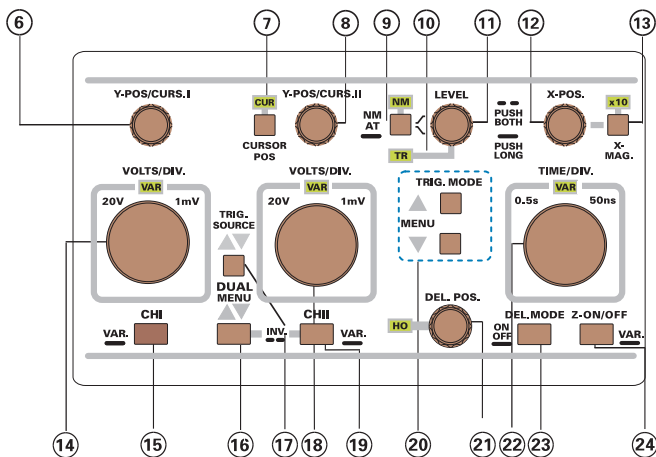 6 7 8 9 10 11 12 13
Y-POS/CURS.I
CUR
CURSOR
POS
Y-POS/CURS.II
NM
AT
NM
LEVEL
TR
PUSH
BOTH
PUSH
LONG
X-POS.
x10
X-
MAG.
VOLTS/DIV.
VAR
20V 1mV
TRIG.
SOURCE
VOLTS/DIV.
VAR
20V 1mV
TRIG. MODE
MENU
TIME/DIV.
VAR
0.5s 50ns
CHI
VAR.
DUAL
MENU
INV.
CHII
VAR.
HO
DEL. POS.
ON
OFF
DEL.MODE
Z-ON/OFF
VAR.
14 15 16 17 18 19 20 21 22 23 24